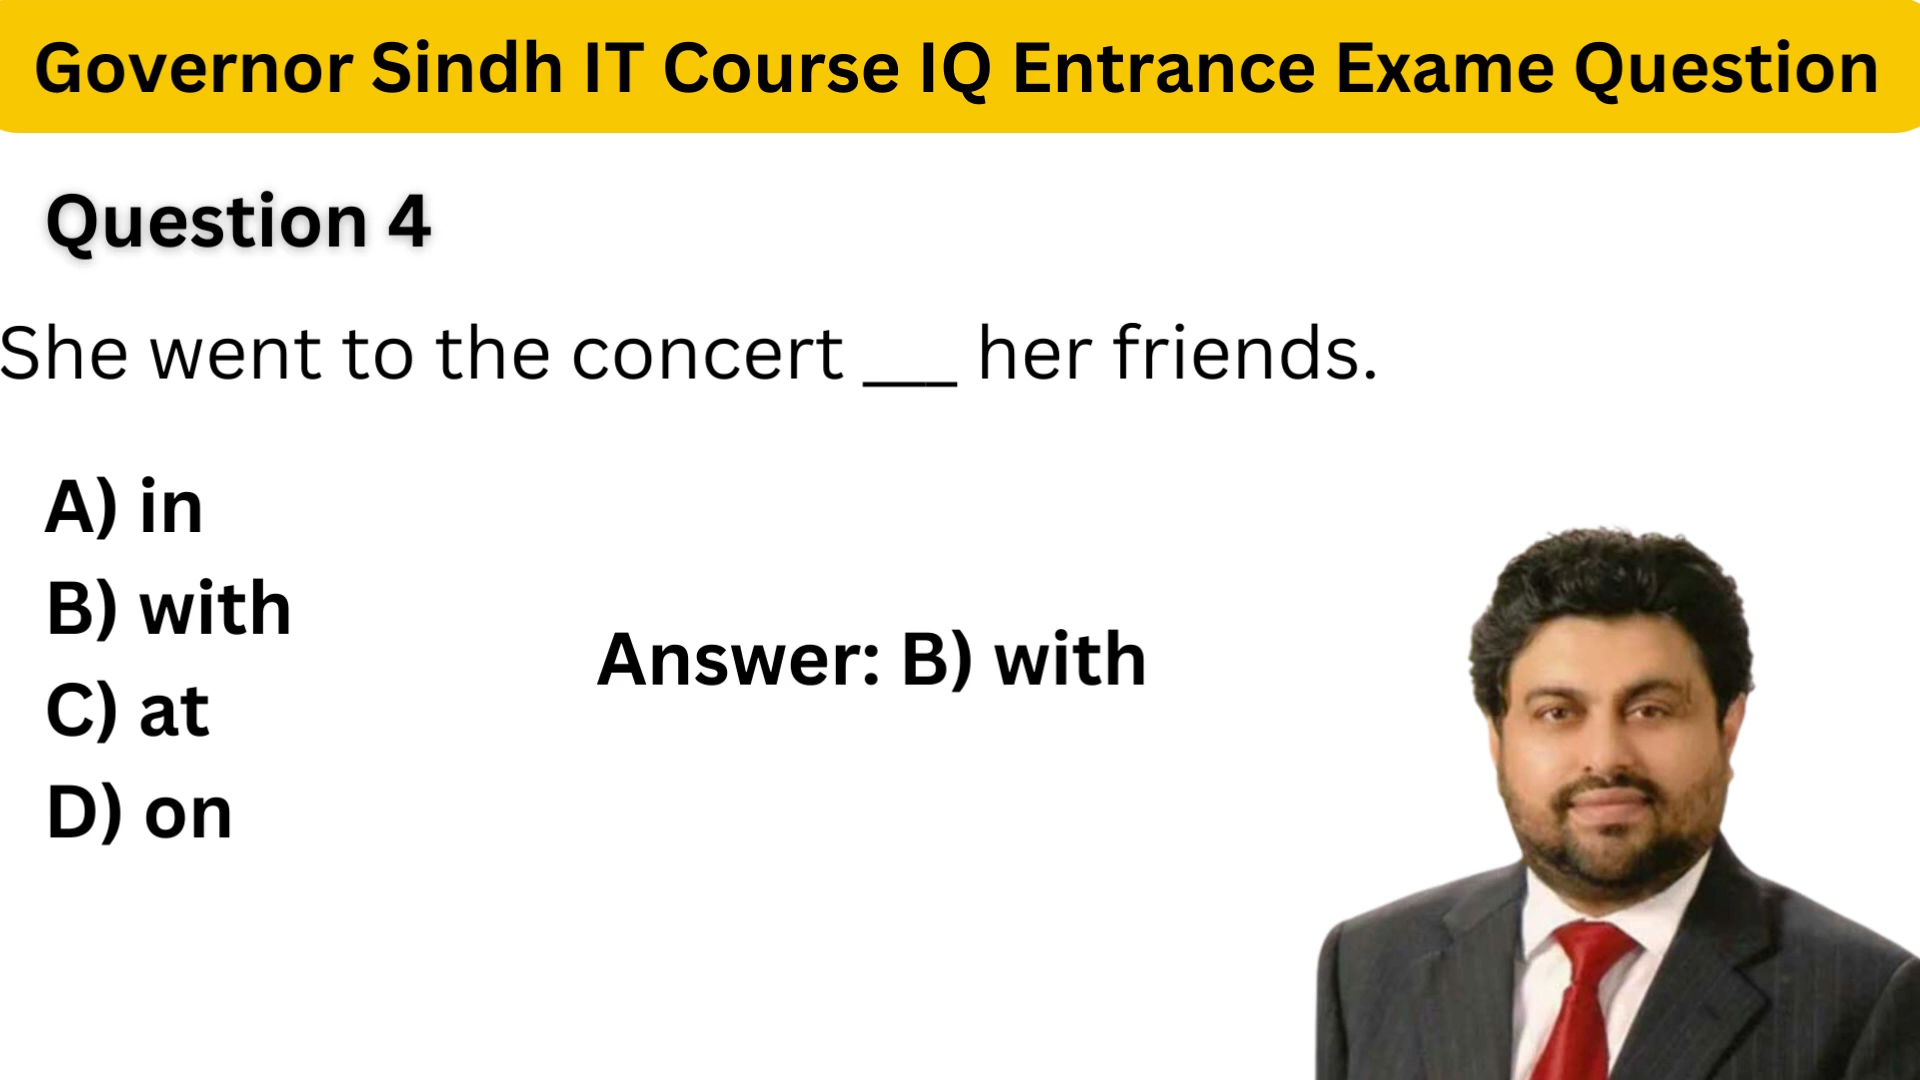 Governor Sindh IT Course IQ Entrance Exame Question
Question 4
She went to the concert ___ her friends.
A) in
B) with
Answer: B) with
C) at
D) on